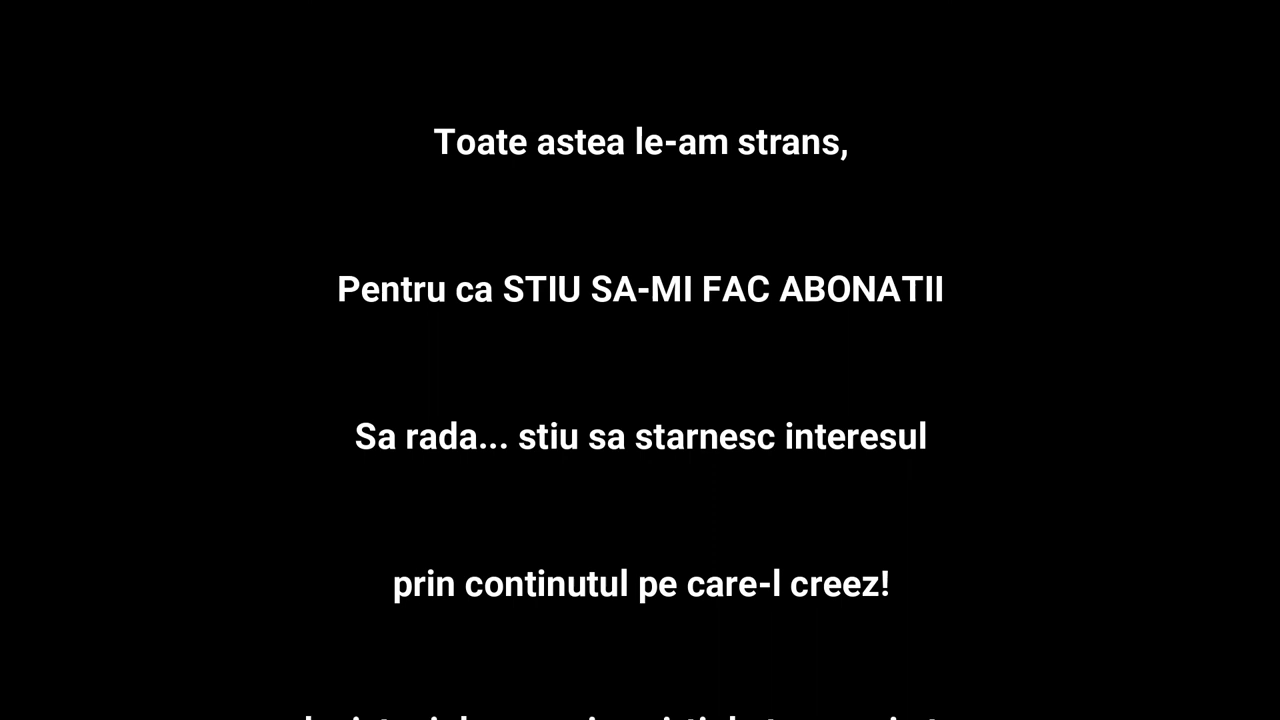 Toate astea le-am strans,
Pentru ca STIU SA-MI FAC ABONATII
Sa rada... stiu sa starnesc interesul
prin continutul pe care-l creez!